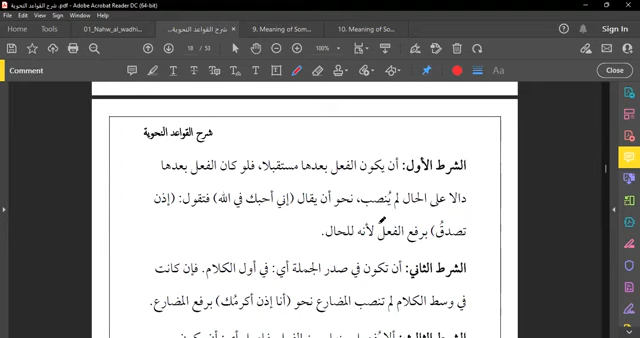 شرح القواعد النحوية .pdf - Adobe Acrobat Reader DC (64-bit)
File Edit View Sign Window Help
Home Tools 01_Nahw_al_wadhi... شرح القواعد النحوية.... × 9. Meaning of Som... 10. Meaning of Som... Sign In
18 / 53 100%
Comment Close
شرح القواعد النحوية
الشرط الأول: أن يكون الفعل بعدها مستقبلا، فلو كان الفعل بعدها
دالا على الحال لم يُنصب، نحو أن يقال (إني أحبك في الله) فتقول: (إذن
تصدقُ) برفع الفعل لأنه للحال.
الشرط الثاني: أن تكون في صدر الجملة أي: في أول الكلام. فإن كانت
في وسط الكلام لم تنصب المضارع نحو (أنا إذن أكرمُك) برفع المضارع.